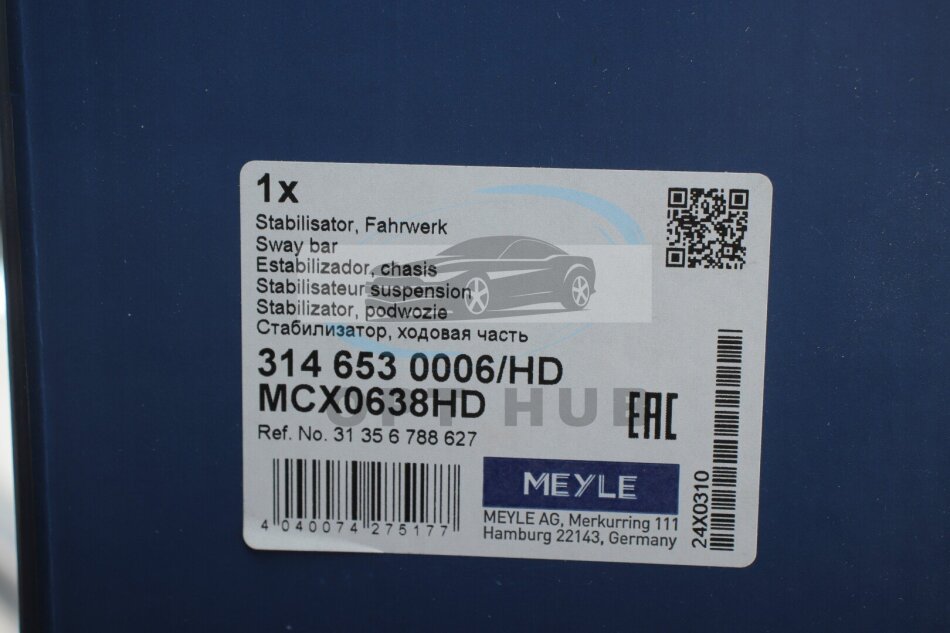 1x
Stabilisator, Fahrwerk
Sway bar
Estabilizador, chasis
Stabilisateur suspension
Stabilizator, podwozie
Стабилизатор, ходовая часть
314 653 0006/HD
MCX0638HD
OPT HUB
EAC
Ref. No. 31 35 6 788 627
4 040074 275177
MEYLE
MEYLE AG, Merkurring 111
Hamburg 22143, Germany
24X0310